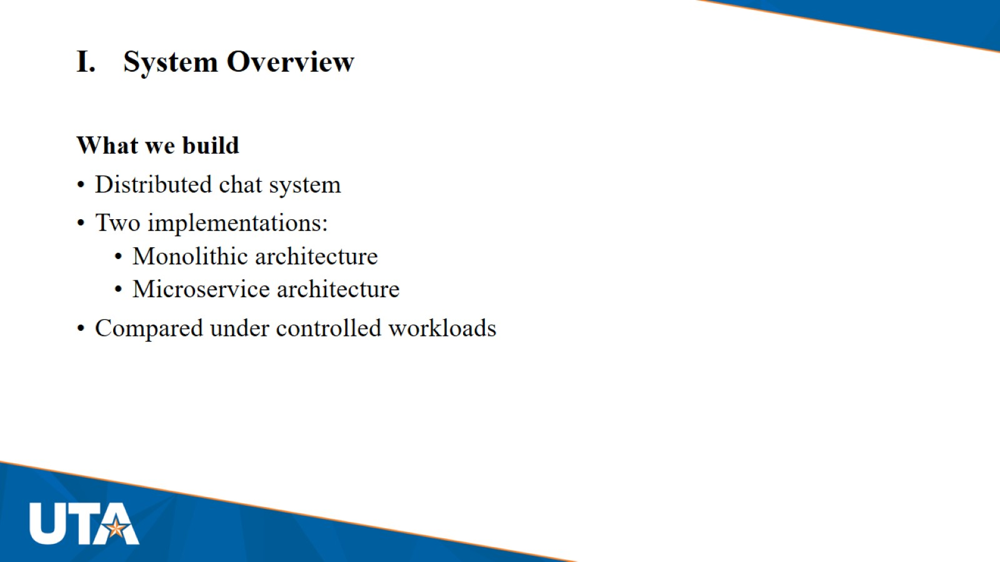 I. System Overview
What we build
• Distributed chat system
• Two implementations:
• Monolithic architecture
• Microservice architecture
• Compared under controlled workloads
UTA